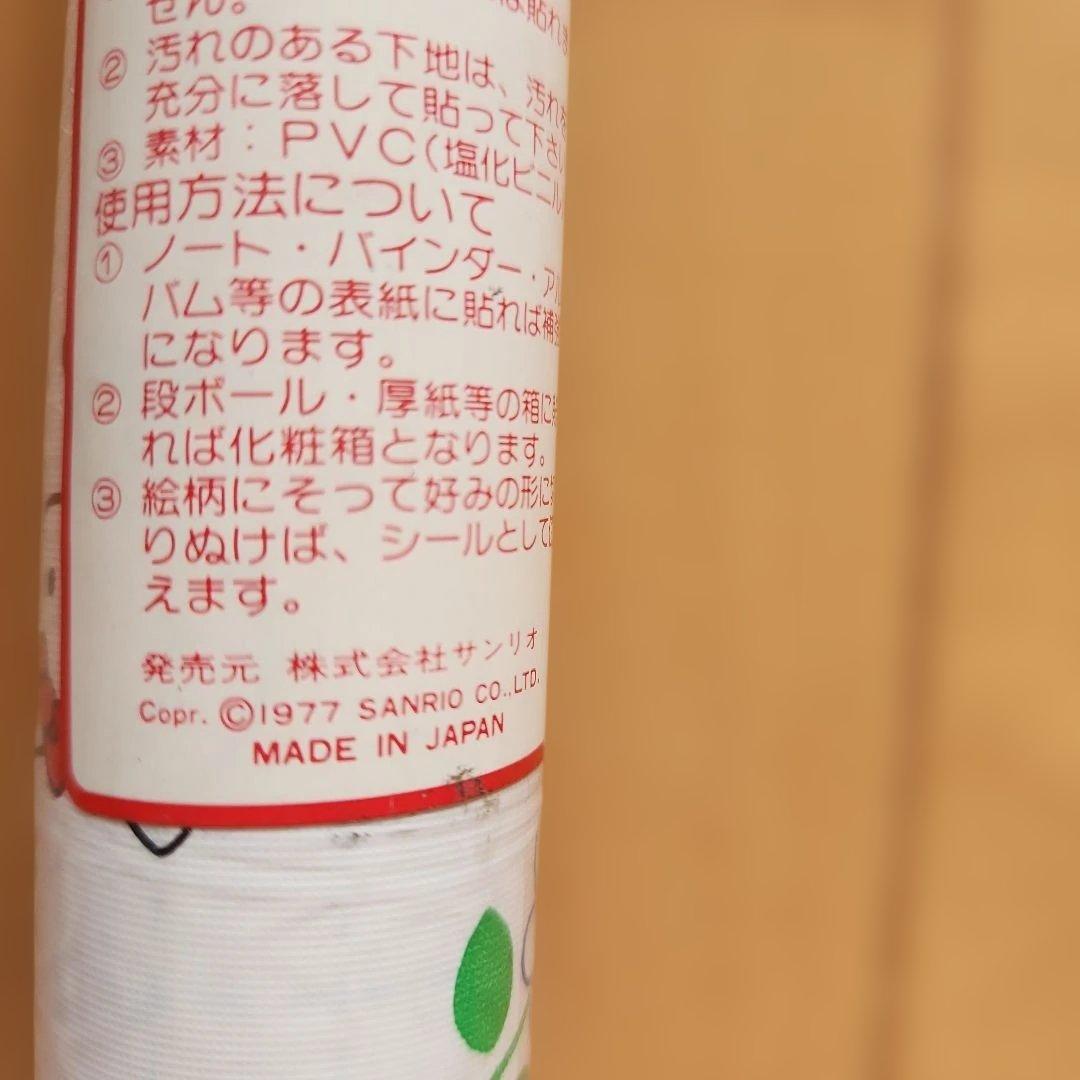 せん。
② 汚れのある下地は、汚れを
充分に落して貼って下さい
③ 素材：PVC(塩化ビニル
使用方法について
① ノート・バインダー・アル
バム等の表紙に貼れば補強
になります。
② 段ボール・厚紙等の箱に
れば化粧箱となります。
③ 絵柄にそって好みの形に
りぬけば、シールとして
えます。
発売元 株式会社サンリオ
Copr. ©1977 SANRIO CO.,LTD.
MADE IN JAPAN